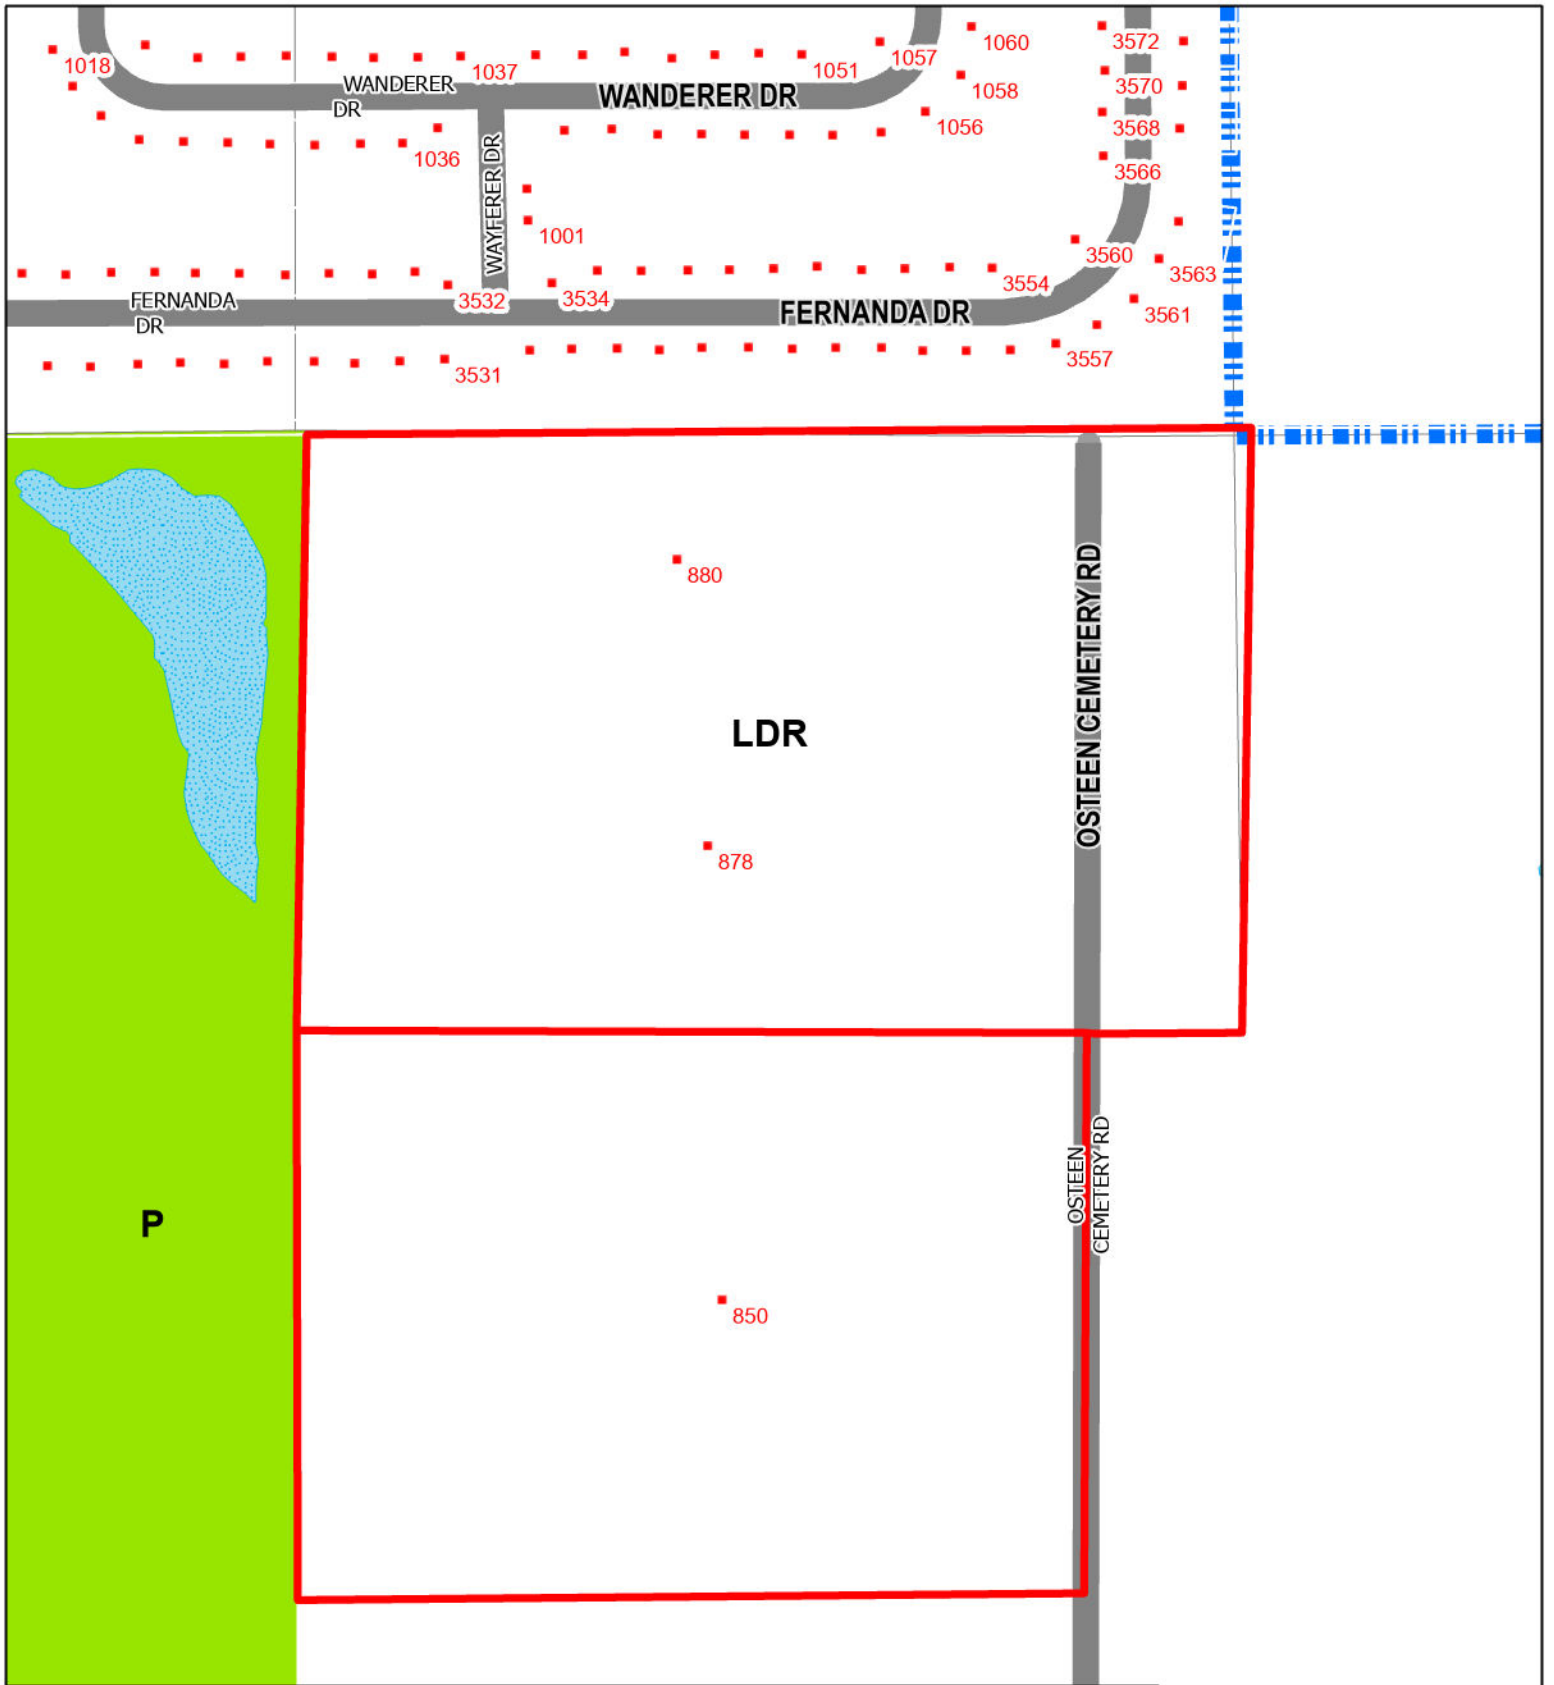 1060
3572
1018
1037
1051
1057
WANDERER
DR
WANDERER DR
1058
3570
1056
3568
1036
WAYFERER DR
3566
1001
3560
3563
3554
FERNANDA
DR
3532
3534
FERNANDA DR
3561
3557
3531
880
OSTEEN CEMETERY RD
LDR
878
OSTEEN
CEMETERY RD
P
850